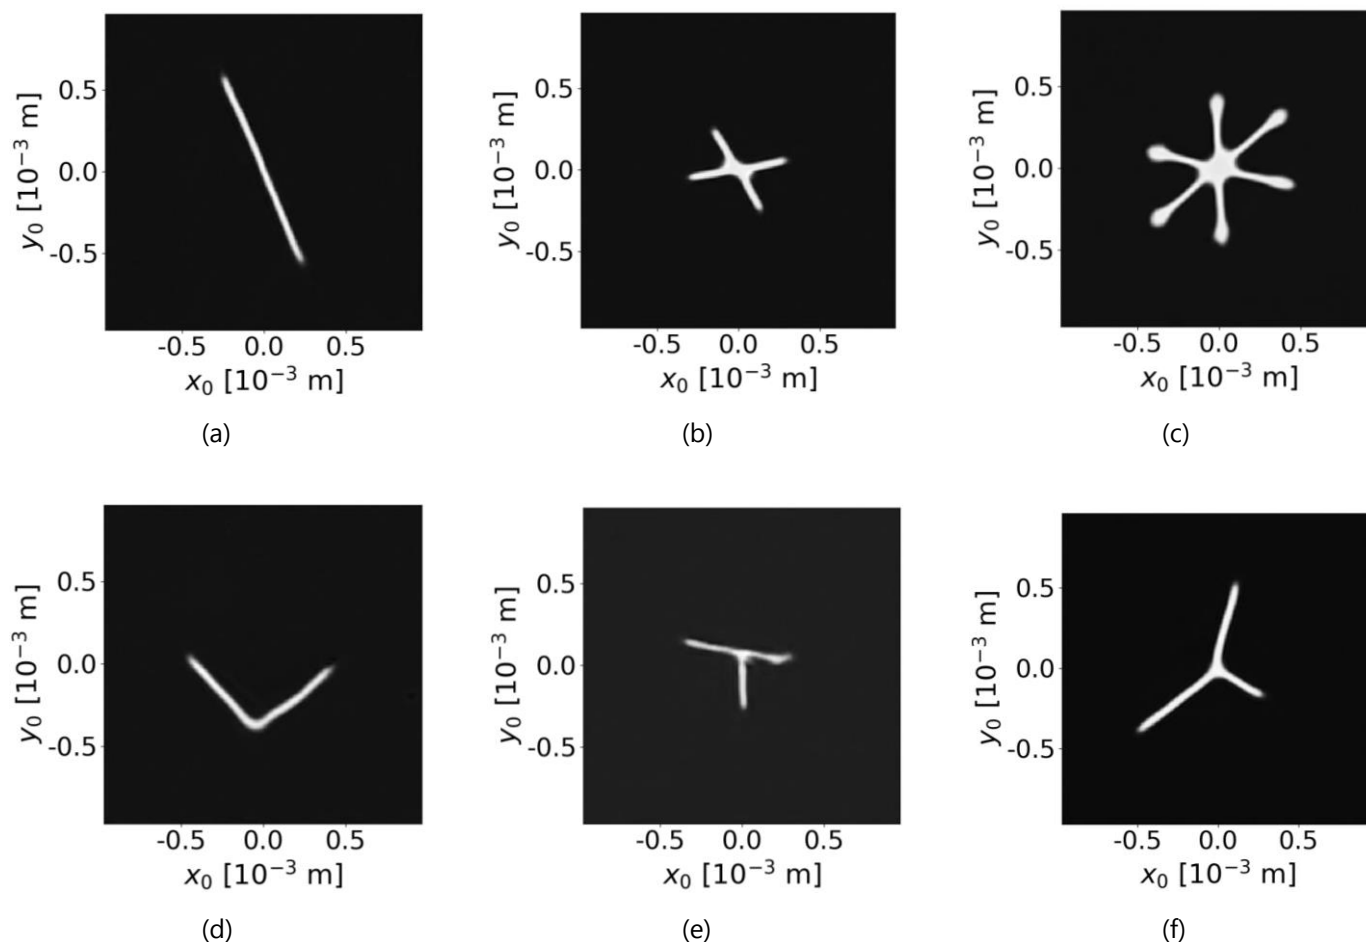 0.5 0.5 0.5
y₀ [10⁻³ m] 0.0 y₀ [10⁻³ m] 0.0 y₀ [10⁻³ m] 0.0
-0.5 -0.5 -0.5
-0.5 0.0 0.5 -0.5 0.0 0.5 -0.5 0.0 0.5
x₀ [10⁻³ m] x₀ [10⁻³ m] x₀ [10⁻³ m]
(a) (b) (c)
0.5 0.5 0.5
y₀ [10⁻³ m] 0.0 y₀ [10⁻³ m] 0.0 y₀ [10⁻³ m] 0.0
-0.5 -0.5 -0.5
-0.5 0.0 0.5 -0.5 0.0 0.5 -0.5 0.0 0.5
x₀ [10⁻³ m] x₀ [10⁻³ m] x₀ [10⁻³ m]
(d) (e) (f)